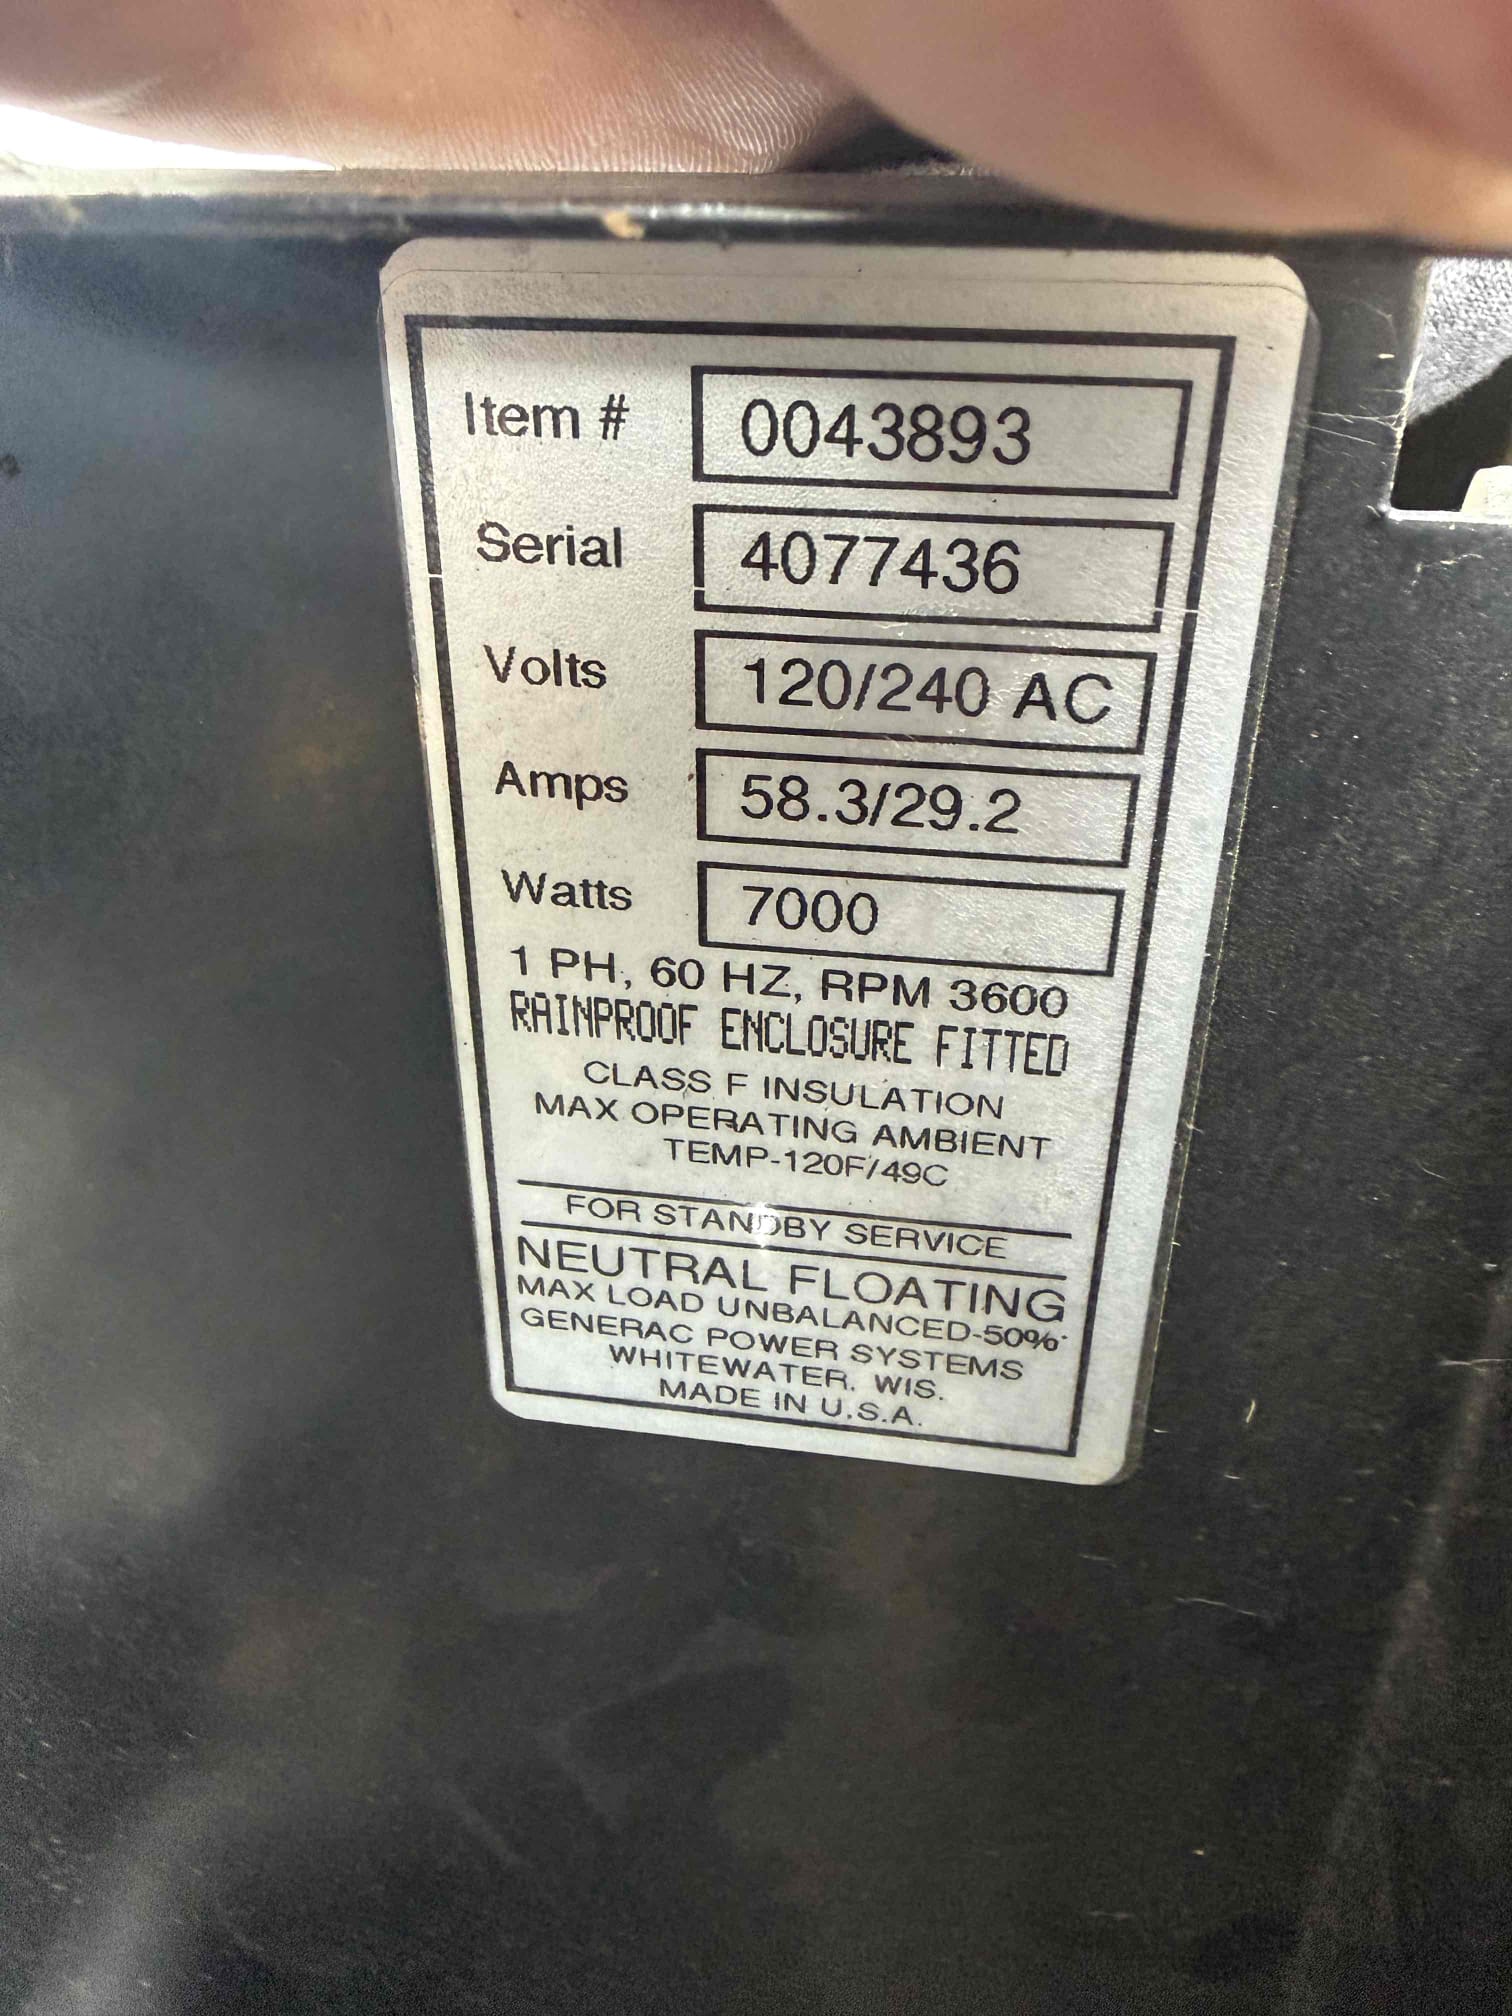 Item # 0043893
Serial 4077436
Volts 120/240 AC
Amps 58.3/29.2
Watts 7000
1 PH, 60 HZ, RPM 3600
RAINPROOF ENCLOSURE FITTED
CLASS F INSULATION
MAX OPERATING AMBIENT
TEMP-120F/49C
FOR STANDBY SERVICE
NEUTRAL FLOATING
MAX LOAD UNBALANCED-50%
GENERAC POWER SYSTEMS
WHITEWATER, WIS.
MADE IN U.S.A.